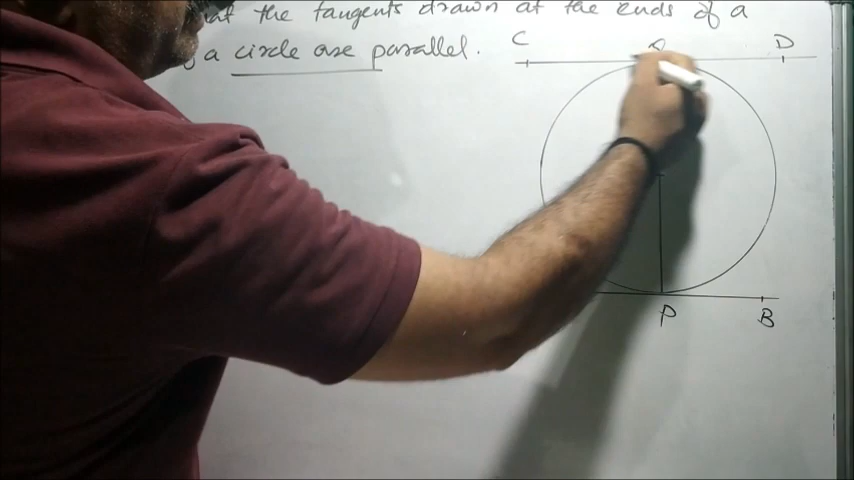 the tangents drawn at the ends of a
a circle are parallel.
C D
P B